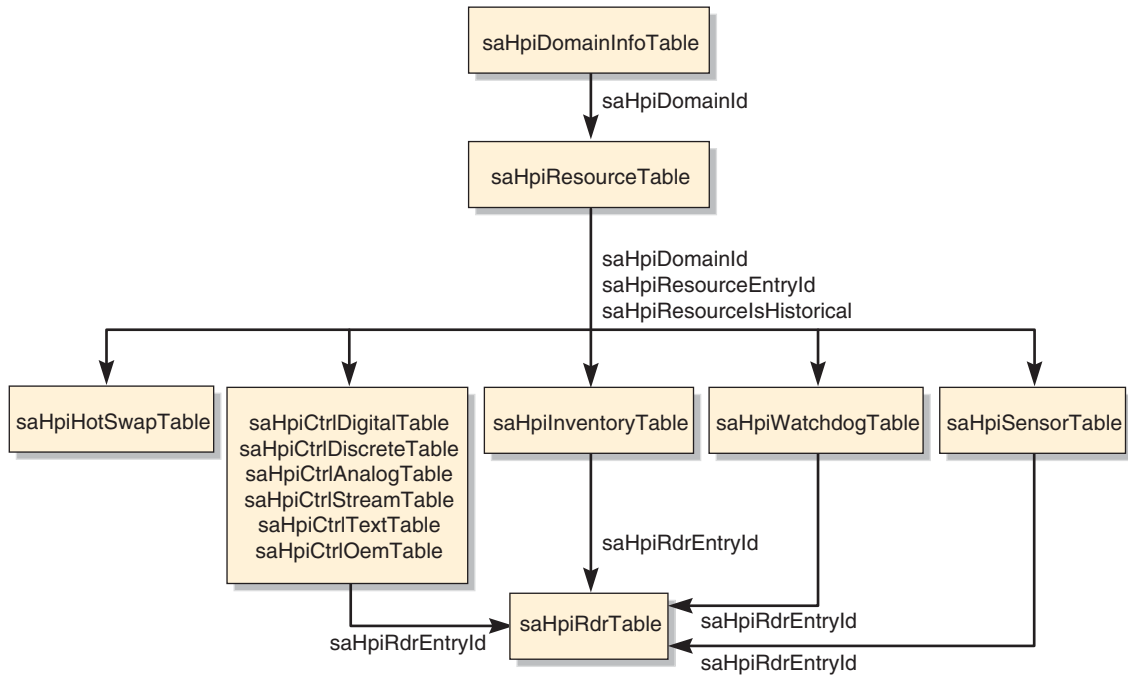 saHpiDomainInfoTable
saHpiDomainId
saHpiResourceTable
saHpiDomainId
saHpiResourceEntryId
saHpiResourceIsHistorical
saHpiHotSwapTable
saHpiCtrlDigitalTable
saHpiCtrlDiscreteTable
saHpiCtrlAnalogTable
saHpiCtrlStreamTable
saHpiCtrlTextTable
saHpiCtrlOemTable
saHpiInventoryTable
saHpiWatchdogTable
saHpiSensorTable
saHpiRdrEntryId
saHpiRdrEntryId
saHpiRdrTable
saHpiRdrEntryId
saHpiRdrEntryId